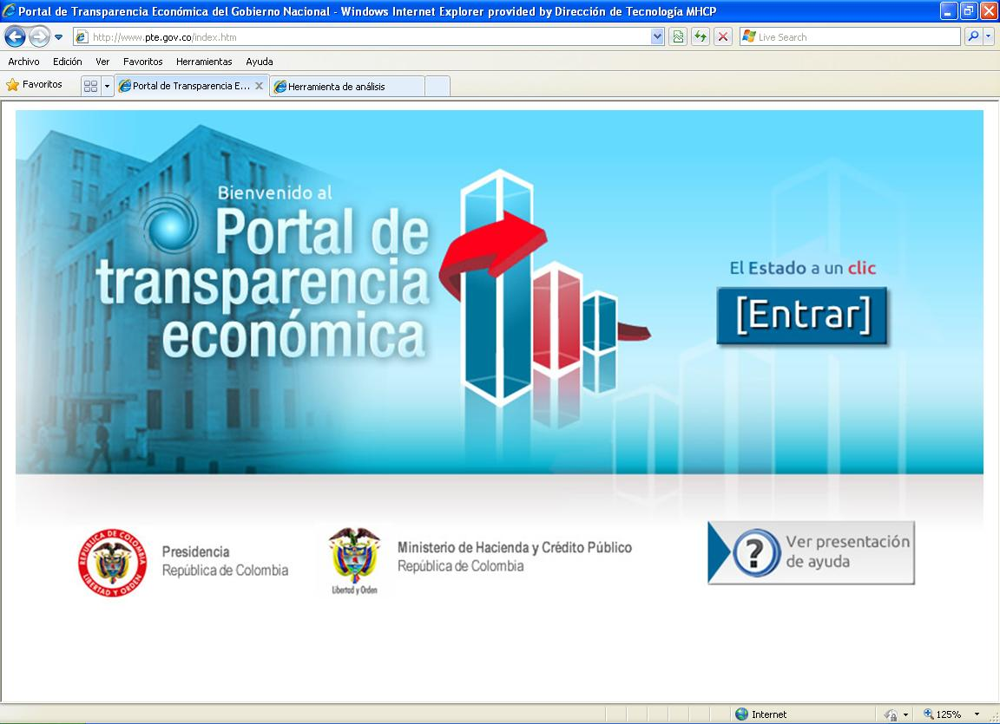 Portal de Transparencia Económica del Gobierno Nacional - Windows Internet Explorer provided by Dirección de Tecnología MHCP
http://www.pte.gov.co/index.htm
Live Search
Archivo Edición Ver Favoritos Herramientas Ayuda
Favoritos
Portal de Transparencia E...
Herramienta de análisis
Bienvenido al
Portal de
transparencia
económica
El Estado a un clic
[Entrar]
REPUBLICA DE COLOMBIA
LIBERTAD Y ORDEN
Presidencia
República de Colombia
Libertad y Orden
Ministerio de Hacienda y Crédito Público
República de Colombia
?
Ver presentación
de ayuda
Internet
125%